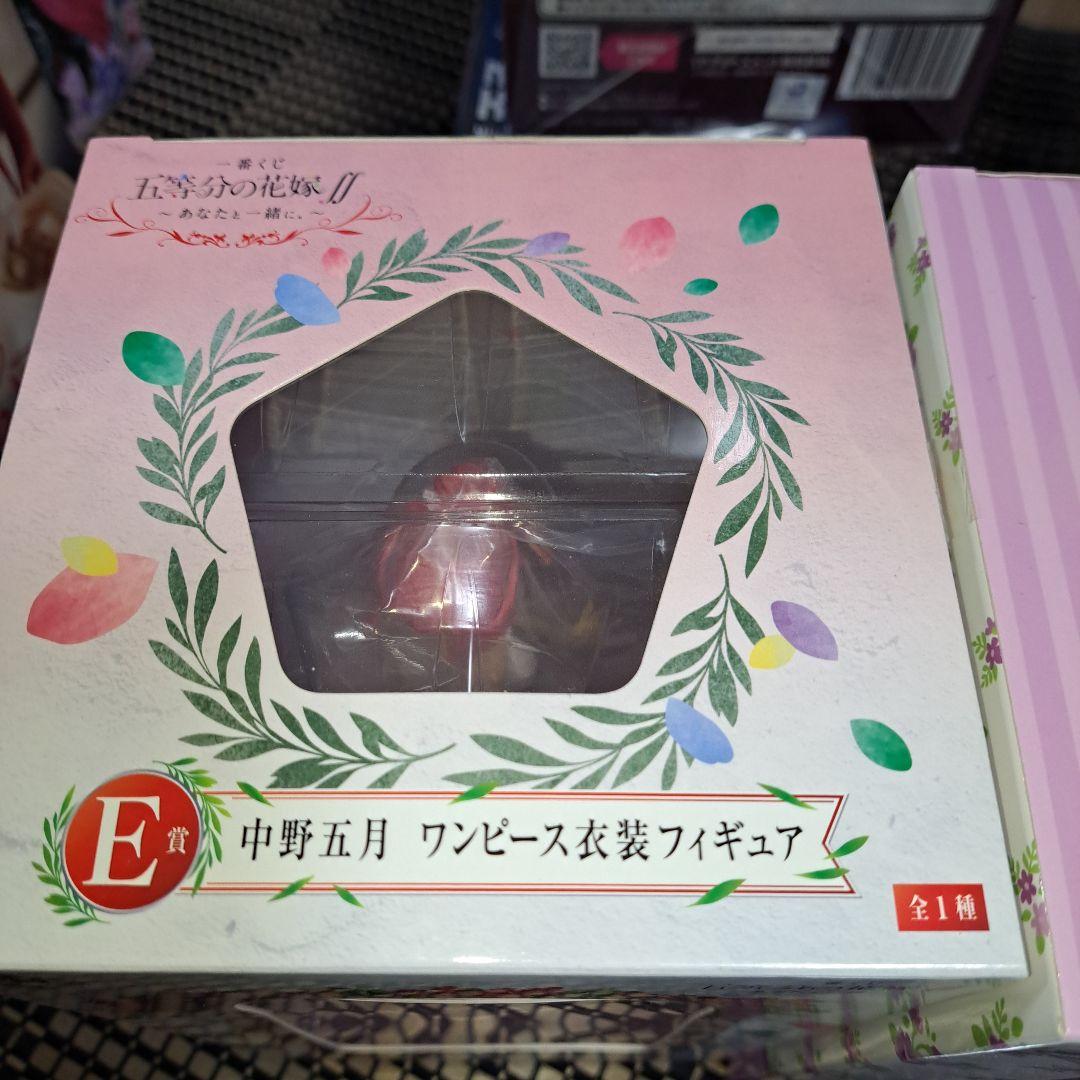 一番くじ
五等分の花嫁∬
～あなたと一緒に。～
E賞
中野五月 ワンピース衣装フィギュア
全1種